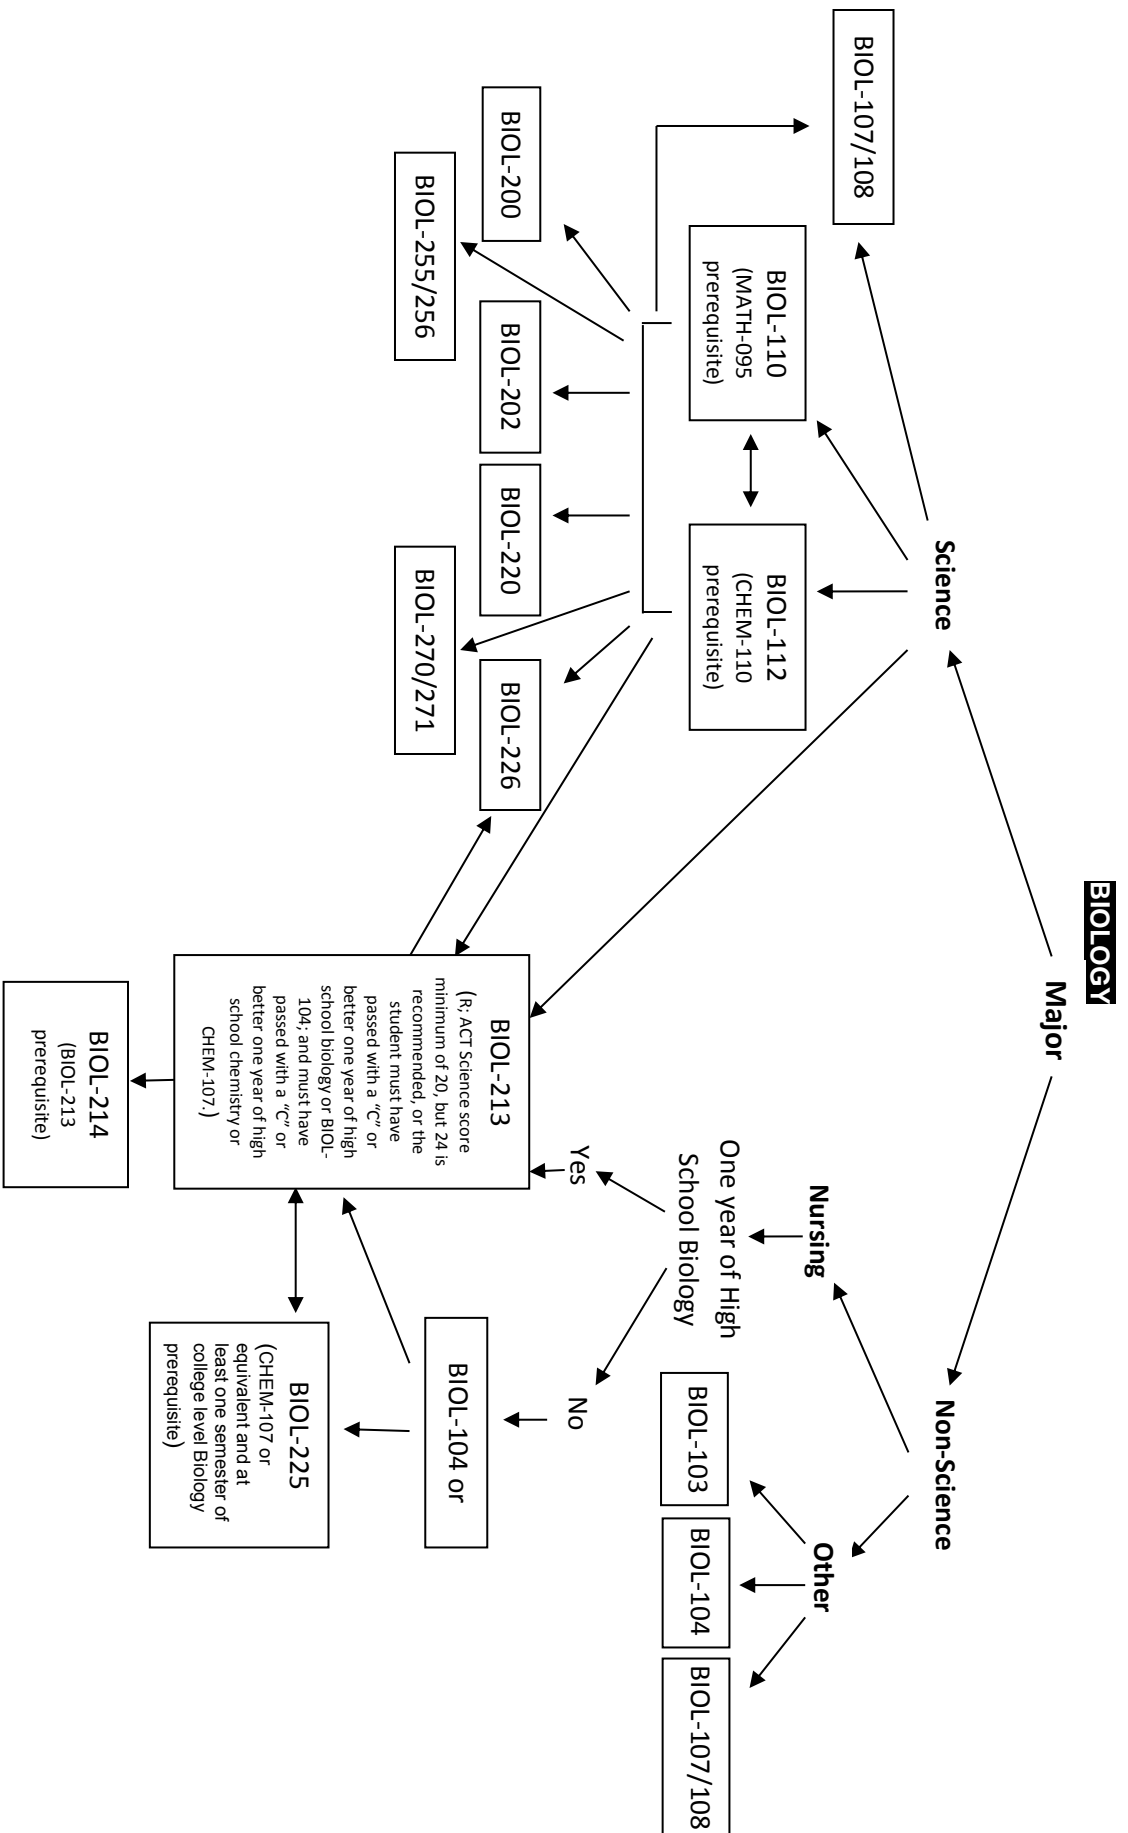 BIOLOGY
Major
Science
Non-Science
BIOL-107/108
BIOL-110
(MATH-095
prerequisite)
BIOL-112
(CHEM-110
prerequisite)
Nursing
Other
One year of High
School Biology
BIOL-103
BIOL-104
BIOL-107/108
Yes
No
BIOL-200
BIOL-202
BIOL-220
BIOL-226
BIOL-255/256
BIOL-270/271
BIOL-213
(R; ACT Science score
minimum of 20, but 24 is
recommended, or the
student must have
passed with a “C” or
better one year of high
school biology or BIOL-
104; and must have
passed with a “C” or
better one year of high
school chemistry or
CHEM-107.)
BIOL-104 or
BIOL-225
(CHEM-107 or
equivalent and at
least one semester of
college level Biology
prerequisite)
BIOL-214
(BIOL-213
prerequisite)